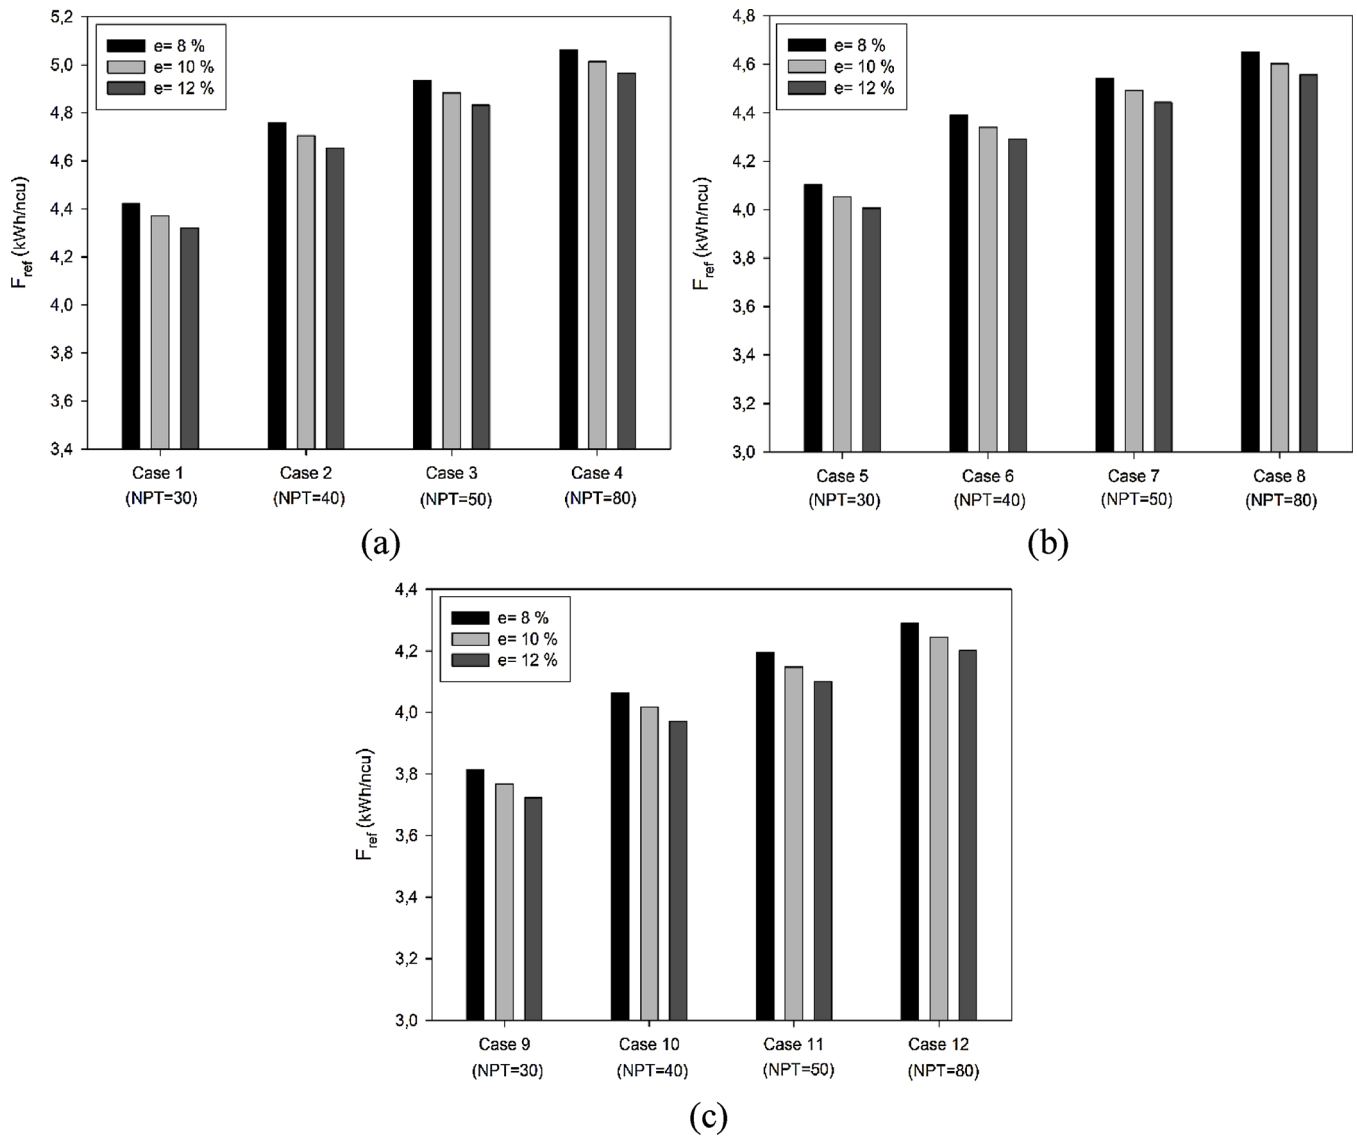 5,2
5,0
4,8
4,6
4,4
4,2
4,0
3,8
3,6
3,4
F_ref (kWh/ncu)
e= 8 %
e= 10 %
e= 12 %
Case 1 Case 2 Case 3 Case 4
(NPT=30) (NPT=40) (NPT=50) (NPT=80)
(a)
4,8
4,6
4,4
4,2
4,0
3,8
3,6
3,4
3,2
3,0
F_ref (kWh/ncu)
e= 8 %
e= 10 %
e= 12 %
Case 5 Case 6 Case 7 Case 8
(NPT=30) (NPT=40) (NPT=50) (NPT=80)
(b)
4,4
4,2
4,0
3,8
3,6
3,4
3,2
3,0
F_ref (kWh/ncu)
e= 8 %
e= 10 %
e= 12 %
Case 9 Case 10 Case 11 Case 12
(NPT=30) (NPT=40) (NPT=50) (NPT=80)
(c)